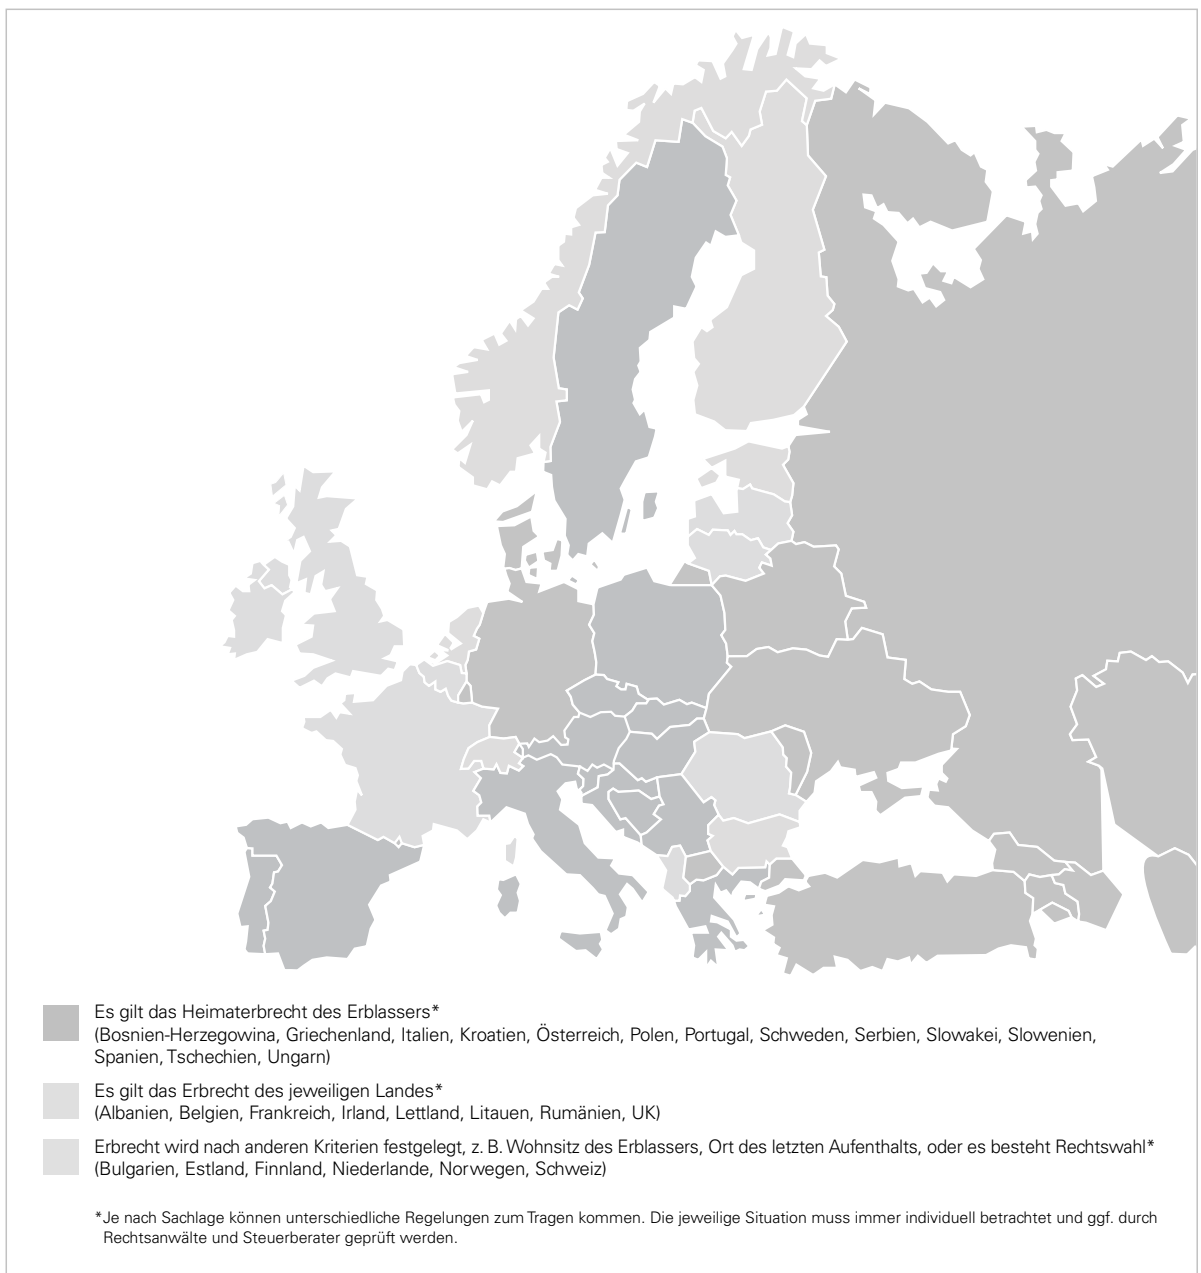 Es gilt das Heimaterbrecht des Erblassers*
(Bosnien-Herzegowina, Griechenland, Italien, Kroatien, Österreich, Polen, Portugal, Schweden, Serbien, Slowakei, Slowenien,
Spanien, Tschechien, Ungarn)
Es gilt das Erbrecht des jeweiligen Landes*
(Albanien, Belgien, Frankreich, Irland, Lettland, Litauen, Rumänien, UK)
Erbrecht wird nach anderen Kriterien festgelegt, z. B. Wohnsitz des Erblassers, Ort des letzten Aufenthalts, oder es besteht Rechtswahl*
(Bulgarien, Estland, Finnland, Niederlande, Norwegen, Schweiz)
*Je nach Sachlage können unterschiedliche Regelungen zum Tragen kommen. Die jeweilige Situation muss immer individuell betrachtet und ggf. durch
Rechtsanwälte und Steuerberater geprüft werden.